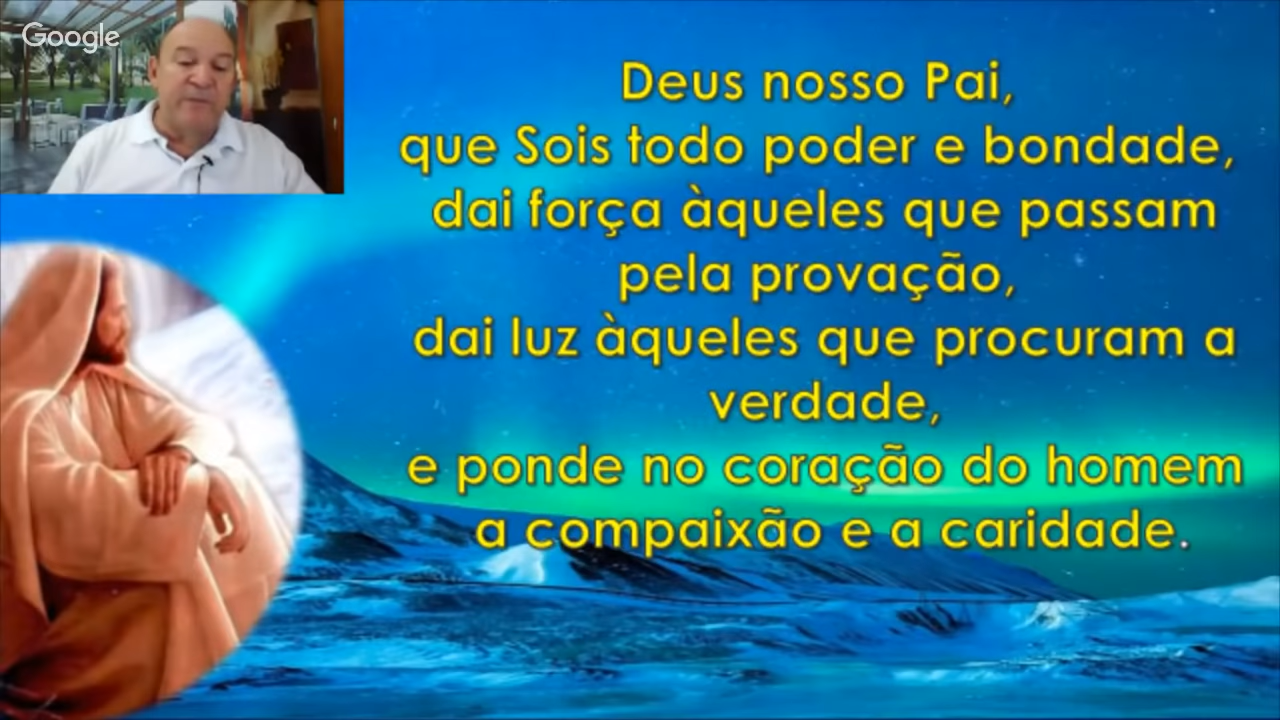 Google
Deus nosso Pai,
que Sois todo poder e bondade,
dai força àqueles que passam
pela provação,
dai luz àqueles que procuram a
verdade,
e ponde no coração do homem
a compaixão e a caridade.